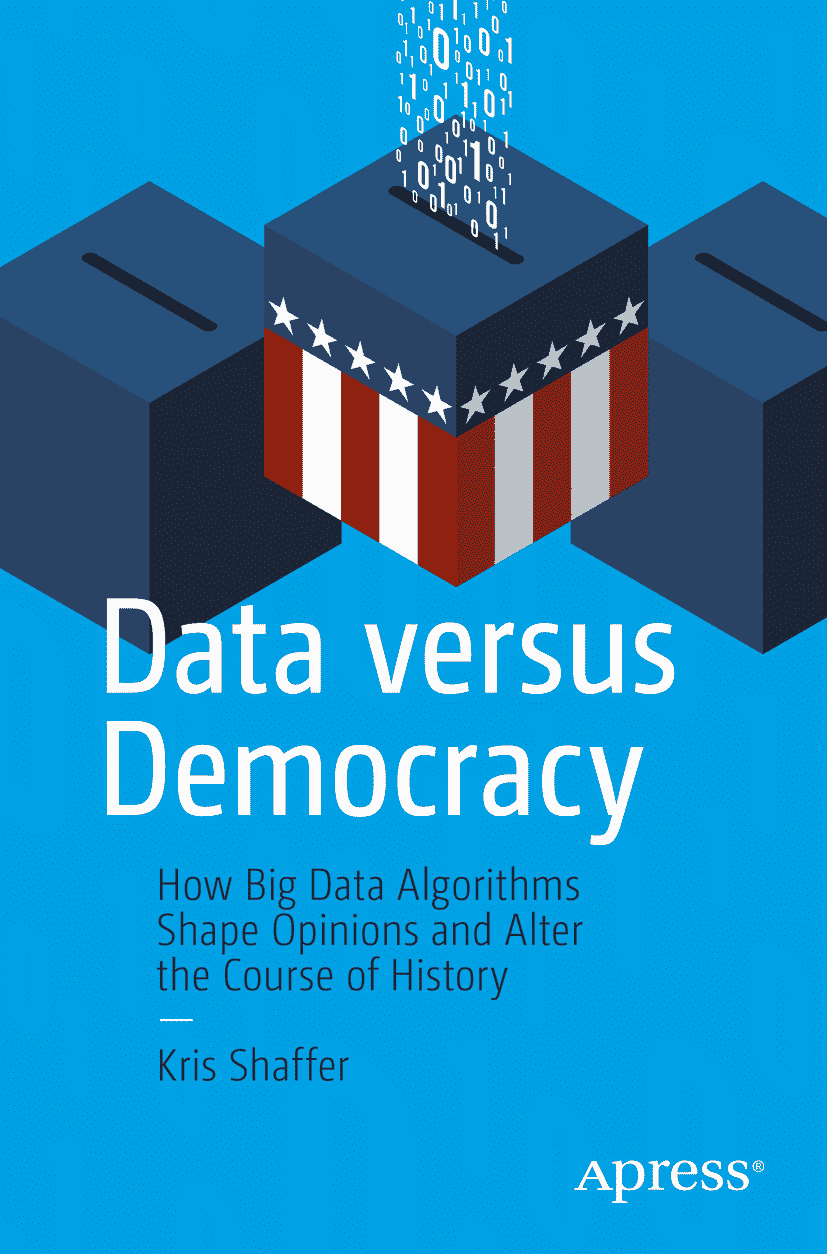 Data versus
Democracy
How Big Data Algorithms
Shape Opinions and Alter
the Course of History
Kris Shaffer
Apress®